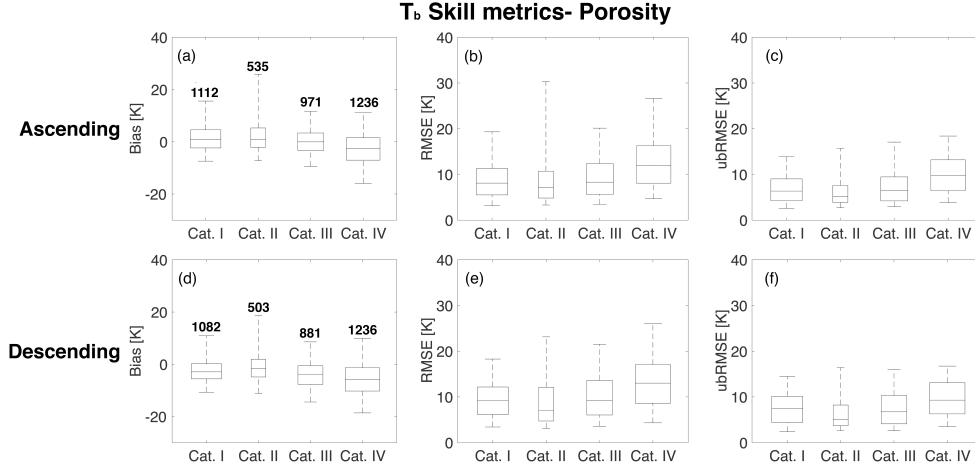 Tb Skill metrics- Porosity
Ascending
(a)
Bias [K]
40
20
0
-20
1112
535
971
1236
Cat. I Cat. II Cat. III Cat. IV
(b)
RMSE [K]
40
30
20
10
0
Cat. I Cat. II Cat. III Cat. IV
(c)
ubRMSE [K]
40
30
20
10
0
Cat. I Cat. II Cat. III Cat. IV
Descending
(d)
Bias [K]
40
20
0
-20
1082
503
881
1236
Cat. I Cat. II Cat. III Cat. IV
(e)
RMSE [K]
40
30
20
10
0
Cat. I Cat. II Cat. III Cat. IV
(f)
ubRMSE [K]
40
30
20
10
0
Cat. I Cat. II Cat. III Cat. IV